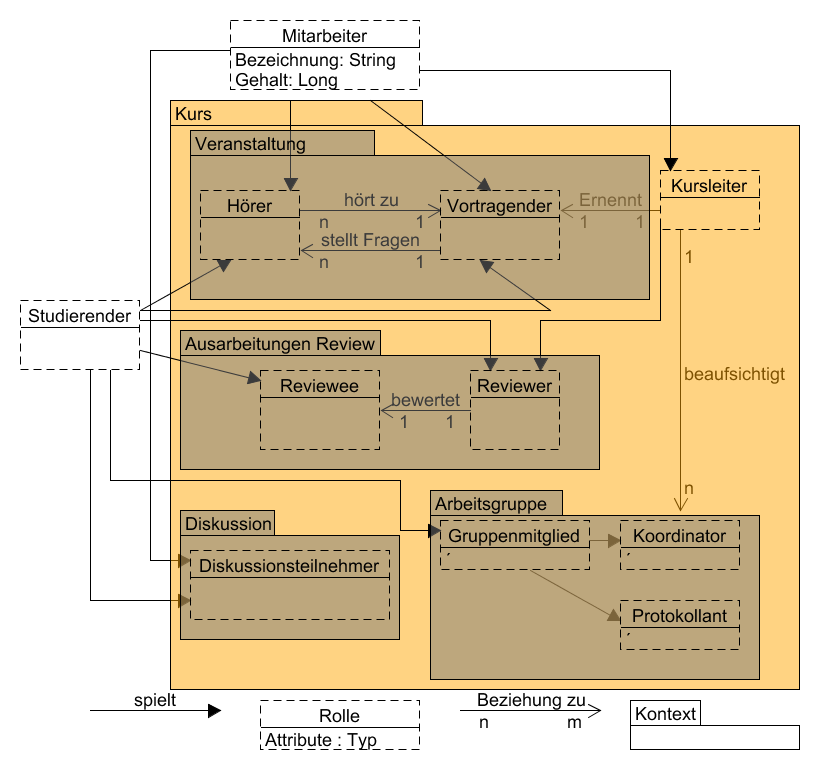 Mitarbeiter
Bezeichnung: String
Gehalt: Long
Kurs
Veranstaltung
Kursleiter
Hörer
hört zu
n 1
Vortragender
Ernennt
1 1
stellt Fragen
n 1
1
Studierender
Ausarbeitungen Review
Reviewee
bewertet
1 1
Reviewer
beaufsichtigt
n
Arbeitsgruppe
Diskussion
Gruppenmitglied
Koordinator
Diskussionsteilnehmer
Protokollant
spielt
Rolle
Attribute : Typ
Beziehung zu
n m
Kontext